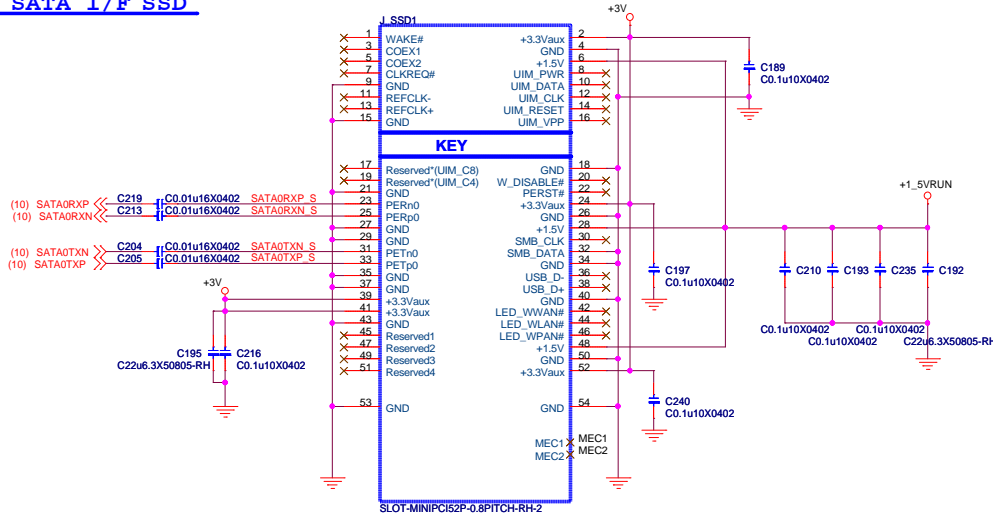 SATA I/F SSD
J_SSD1
+3V
1 WAKE# +3.3Vaux 2
3 COEX1 GND 4
5 COEX2 +1.5V 6
7 CLKREQ# UIM_PWR 8
9 GND UIM_DATA 10
11 REFCLK- UIM_CLK 12
13 REFCLK+ UIM_RESET 14
15 GND UIM_VPP 16
C189
C0.1u10X0402
KEY
17 Reserved*(UIM_C8) GND 18
19 Reserved*(UIM_C4) W_DISABLE# 20
21 GND PERST# 22
23 PERn0 +3.3Vaux 24
25 PERp0 GND 26
27 GND +1.5V 28
29 GND SMB_CLK 30
31 PETn0 SMB_DATA 32
33 PETp0 GND 34
35 GND USB_D- 36
37 GND USB_D+ 38
39 +3.3Vaux GND 40
41 +3.3Vaux LED_WWAN# 42
43 GND LED_WLAN# 44
45 Reserved1 LED_WPAN# 46
47 Reserved2 +1.5V 48
49 Reserved3 GND 50
51 Reserved4 +3.3Vaux 52
53 GND GND 54
MEC1 MEC1
MEC2 MEC2
SLOT-MINIPCI52P-0.8PITCH-RH-2
(10) SATA0RXP C219 C0.01u16X0402 SATA0RXP_S
(10) SATA0RXN C213 C0.01u16X0402 SATA0RXN_S
(10) SATA0TXN C204 C0.01u16X0402 SATA0TXN_S
(10) SATA0TXP C205 C0.01u16X0402 SATA0TXP_S
+3V
C195 C216
C22u6.3X50805-RH C0.1u10X0402
+1_5VRUN
C197
C0.1u10X0402
C210 C193 C235 C192
C0.1u10X0402 C0.1u10X0402
C0.1u10X0402 C22u6.3X50805-RH
C240
C0.1u10X0402